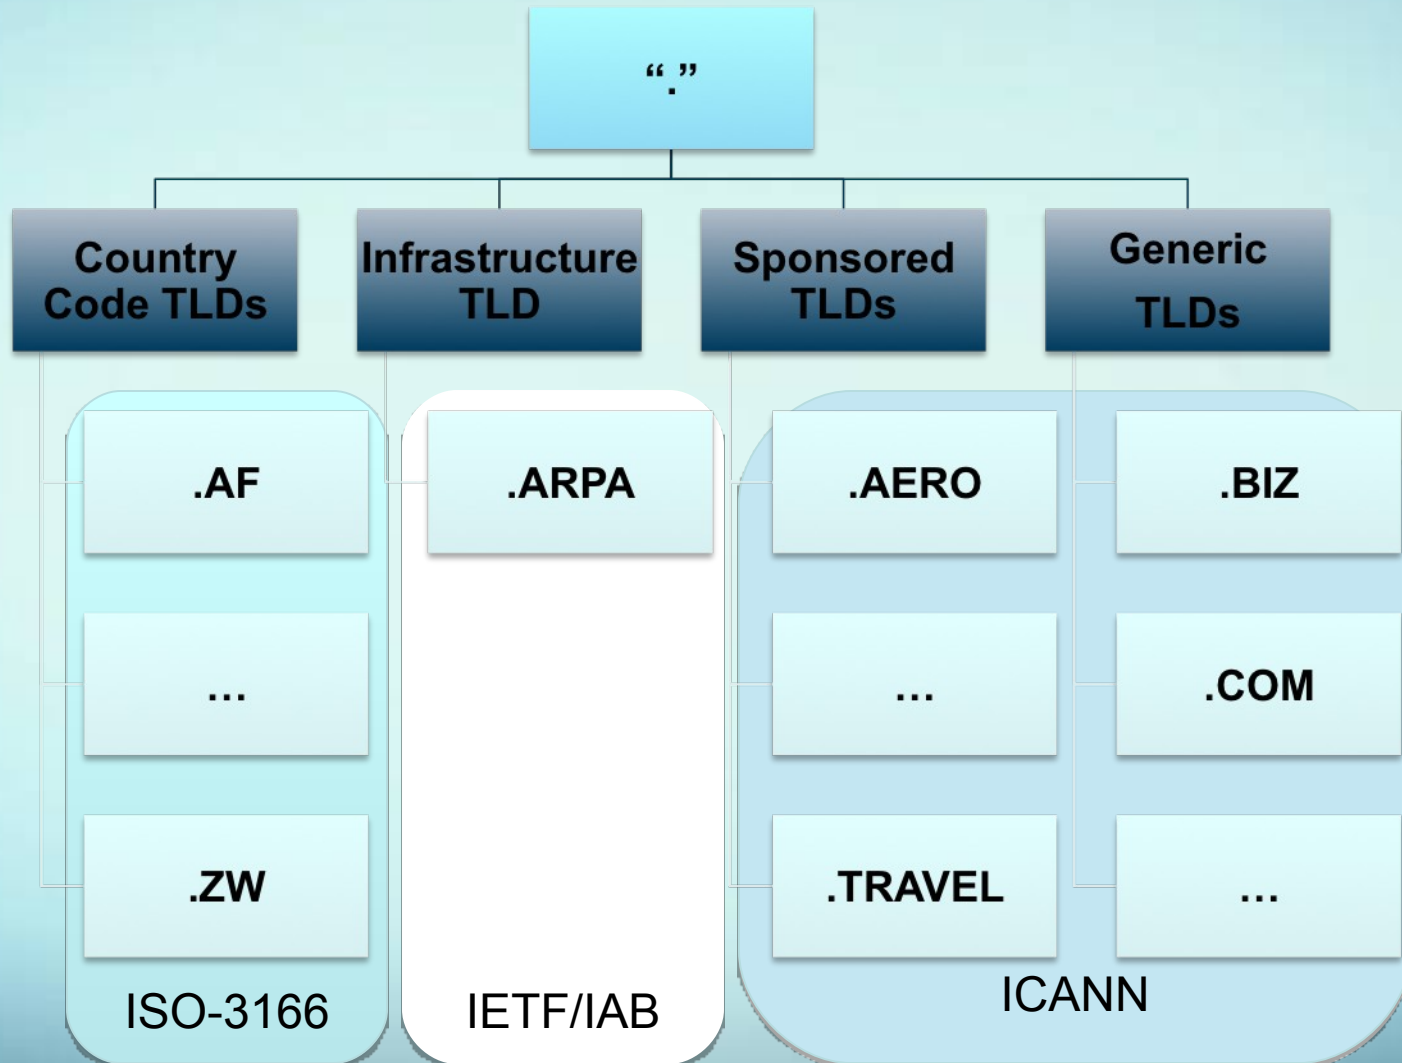 “.”
Country
Code TLDs
Infrastructure
TLD
Sponsored
TLDs
Generic
TLDs
.AF
.ARPA
.AERO
.BIZ
…
…
.COM
.ZW
.TRAVEL
…
ISO-3166
IETF/IAB
ICANN